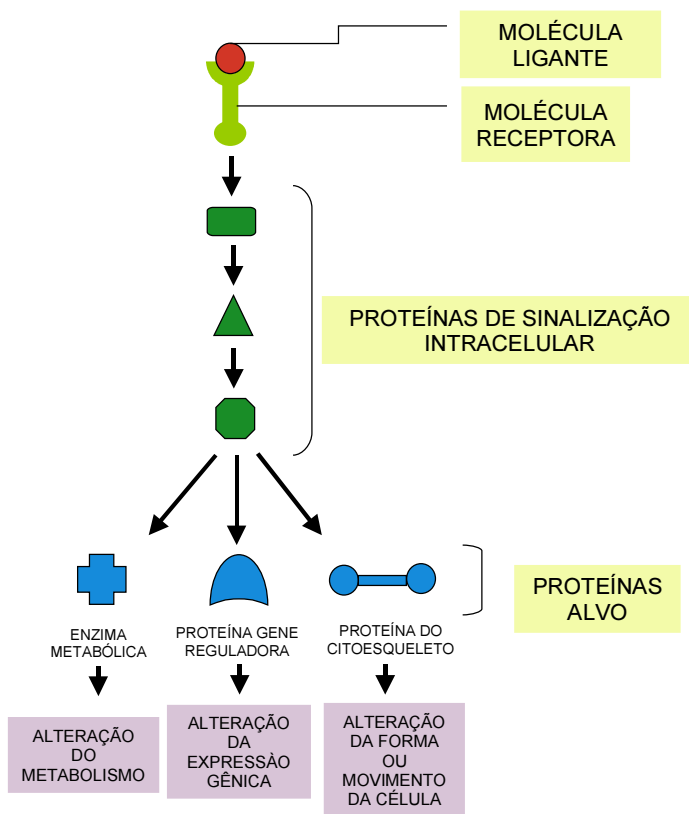 MOLÉCULA
LIGANTE
MOLÉCULA
RECEPTORA
PROTEÍNAS DE SINALIZAÇÃO
INTRACELULAR
PROTEÍNAS
ALVO
ENZIMA
METABÓLICA
PROTEÍNA GENE
REGULADORA
PROTEÍNA DO
CITOESQUELETO
ALTERAÇÃO
DO
METABOLISMO
ALTERAÇÃO
DA
EXPRESSÀO
GÊNICA
ALTERAÇÃO
DA FORMA
OU
MOVIMENTO
DA CÉLULA